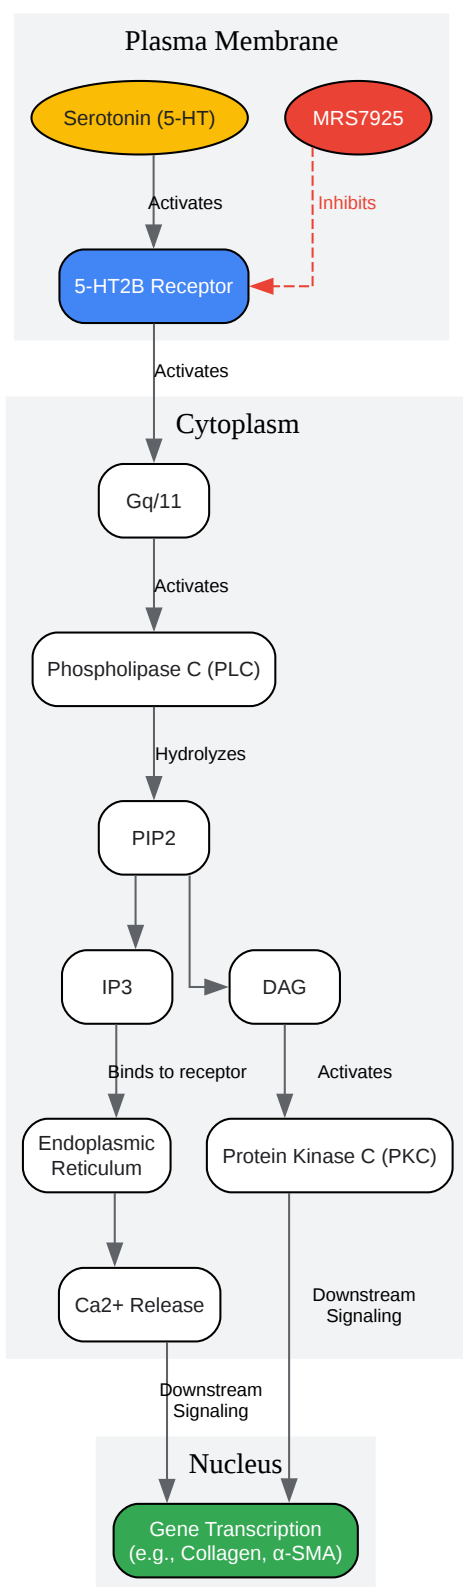 Plasma Membrane
Serotonin (5-HT)
MRS7925
Activates
Inhibits
5-HT2B Receptor
Activates
Cytoplasm
Gq/11
Activates
Phospholipase C (PLC)
Hydrolyzes
PIP2
IP3
DAG
Binds to receptor
Activates
Endoplasmic
Reticulum
Protein Kinase C (PKC)
Ca2+ Release
Downstream
Signaling
Downstream
Signaling
Nucleus
Gene Transcription
(e.g., Collagen, α-SMA)